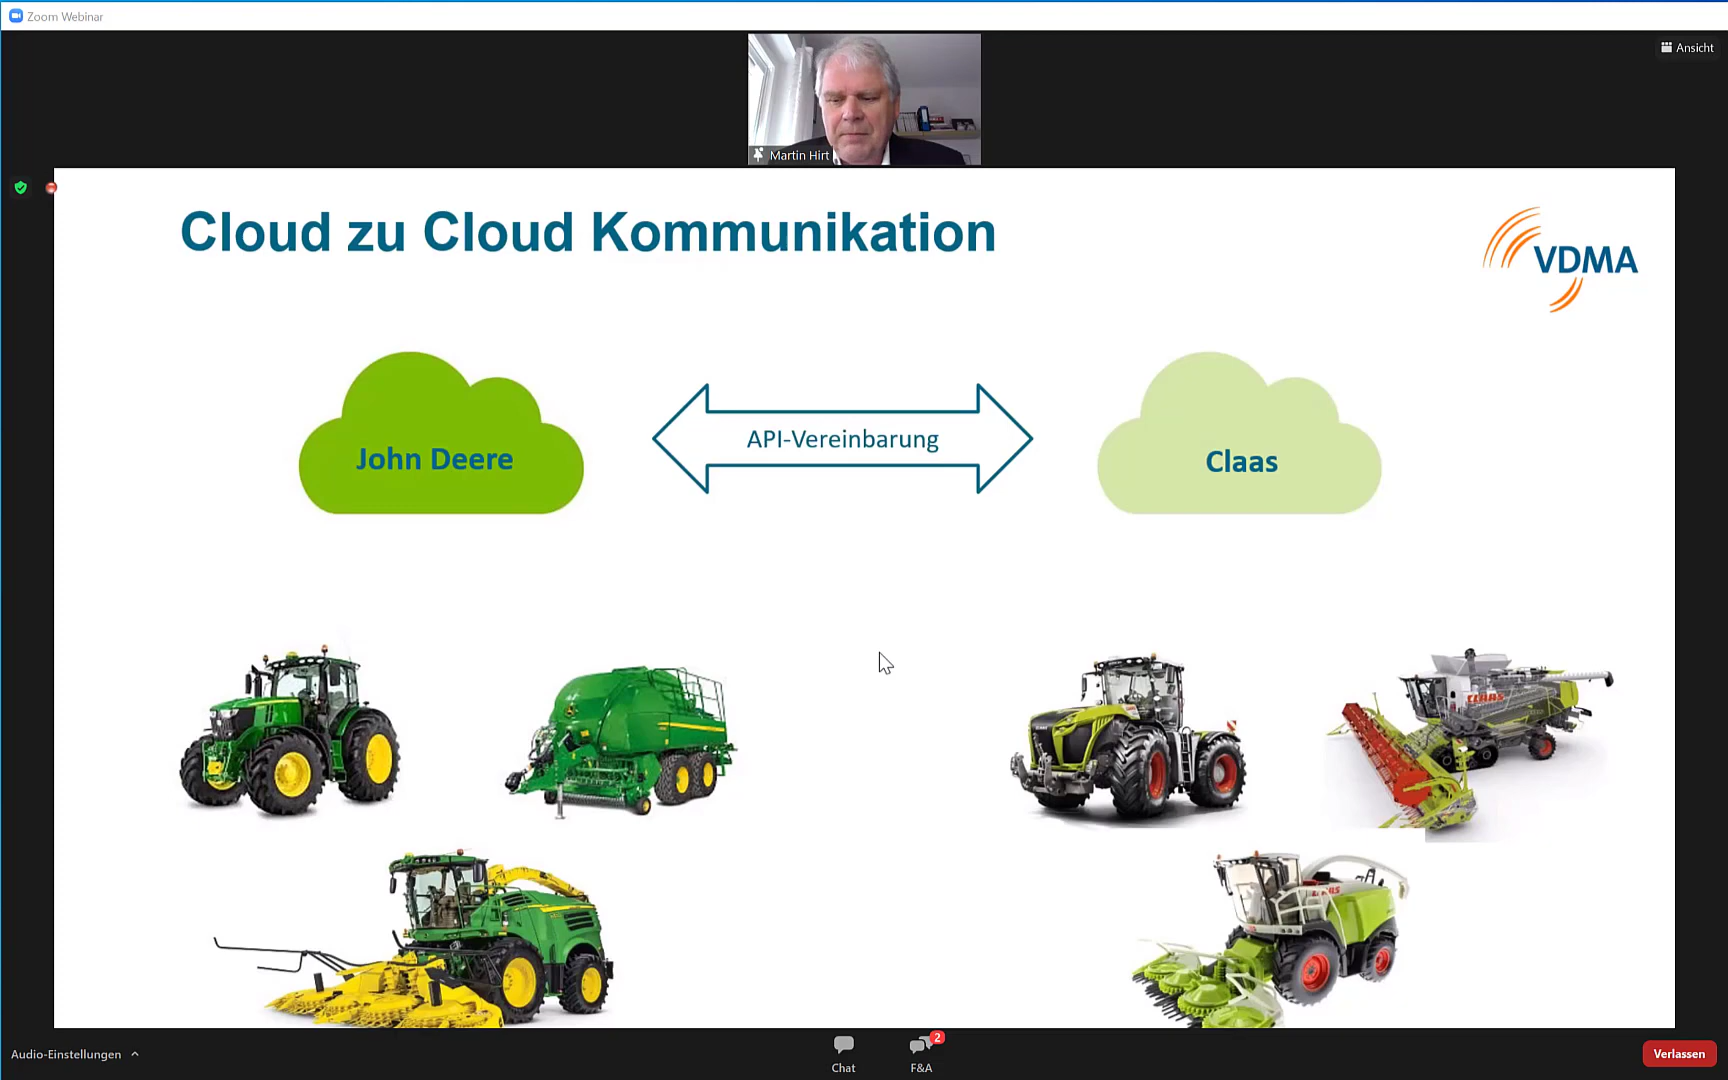 Zoom Webinar
Ansicht
Martin Hirt
Cloud zu Cloud Kommunikation
VDMA
John Deere
API-Vereinbarung
Claas
CLAAS
CLAAS
Audio-Einstellungen
Chat
2
F&A
Verlassen